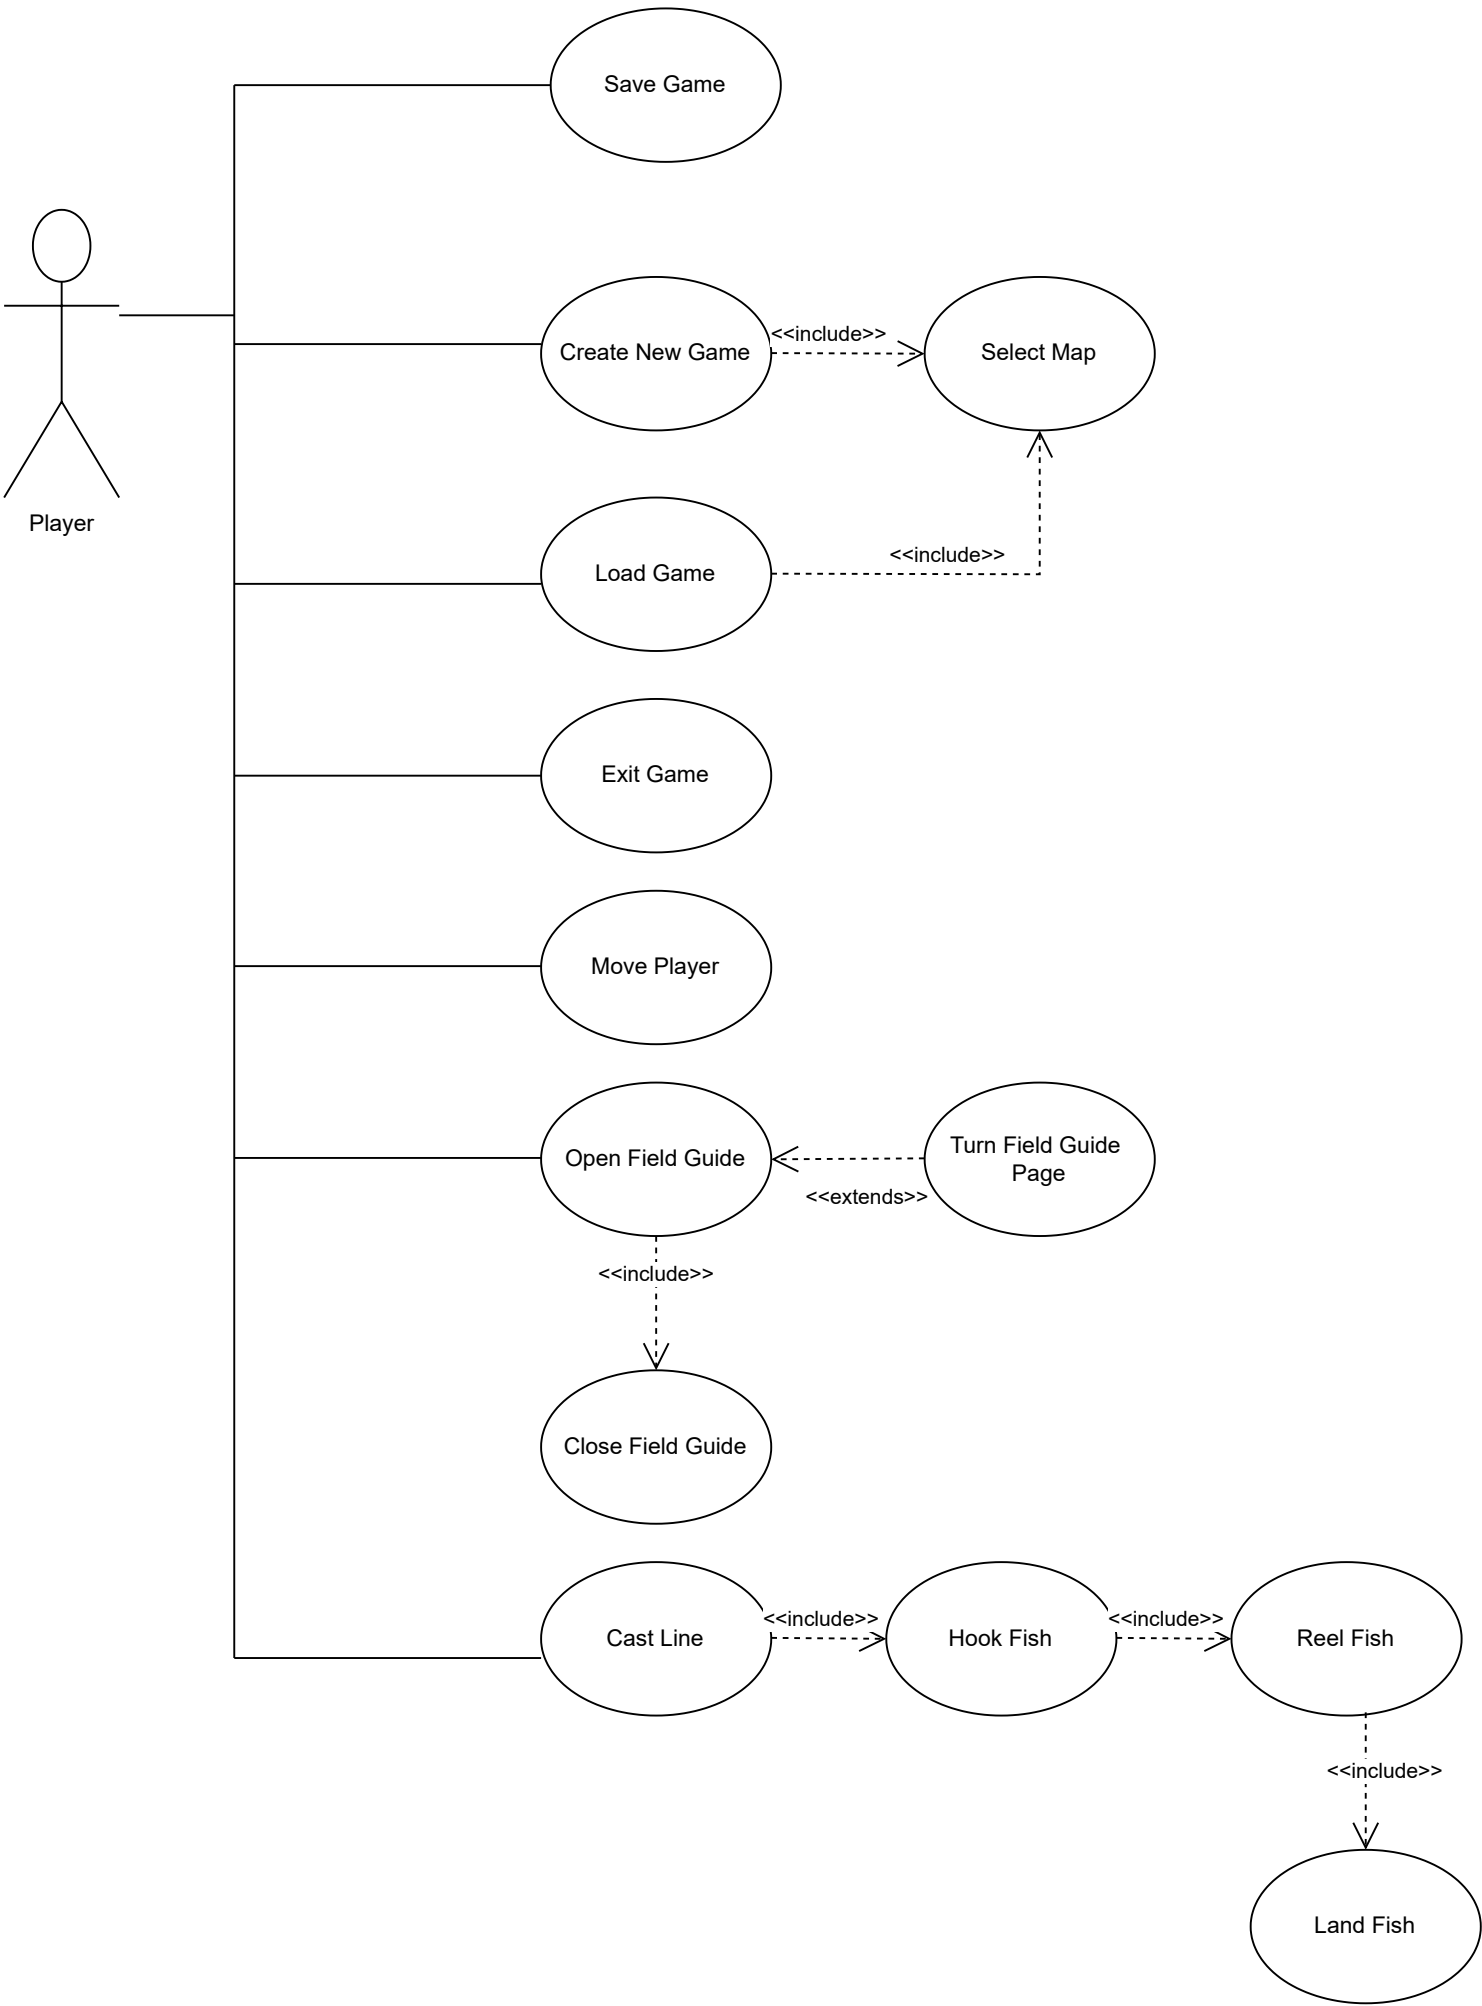 Save Game
Player
Create New Game
<<include>>
Select Map
Load Game
<<include>>
Exit Game
Move Player
Open Field Guide
<<extends>>
Turn Field Guide
Page
<<include>>
Close Field Guide
Cast Line
<<include>>
Hook Fish
<<include>>
Reel Fish
<<include>>
Land Fish